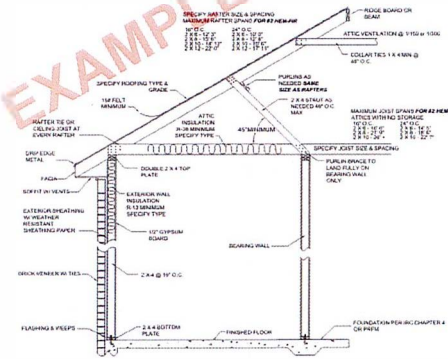 EXAMPLE
SPECIFY RAFTER SIZE & SPACING
MAXIMUM RAFTER SPANS FOR #2 HEM-FIR
16" O.C. 24" O.C.
RIDGE BOARD OR
BEAM
ATTIC VENTILATION @ 1/150 or 1/300
COLLAR TIES 1 X 4 MIN @
48" O.C.
SPECIFY ROOFING TYPE &
GRADE
15# FELT
MINIMUM
PURLINS AS
NEEDED SAME
SIZE AS RAFTERS
2 X 4 STRUT AS
NEEDED 48" O.C.
MAX
MAXIMUM JOIST SPANS FOR #2 HEM-FIR
ATTICS WITH NO STORAGE
16" O.C. 24" O.C.
RAFTER TIE OR
CIELING JOIST AT
EVERY RAFTER
ATTIC
INSULATION
R-38 MINIMUM
SPECIFY TYPE
45° MINIMUM
SPECIFY JOIST SIZE & SPACING
DRIP EDGE
METAL
FACIA
SOFFIT W/ VENTS
DOUBLE 2 X 4 TOP
PLATE
PURLIN BRACE TO
LAND FULLY ON
BEARING WALL
ONLY
EXTERIOR SHEATHING
W/ WEATHER
RESISTANT
SHEATHING PAPER
EXTERIOR WALL
INSULATION
R-13 MINIMUM
SPECIFY TYPE
1/2" GYPSUM
BOARD
BEARING WALL
BRICK VENEER W/ TIES
2 X 4 @ 16" O.C.
FLASHING & WEEPS
2 X 4 BOTTOM
PLATE
FINISHED FLOOR
FOUNDATION PER IRC CHAPTER 4